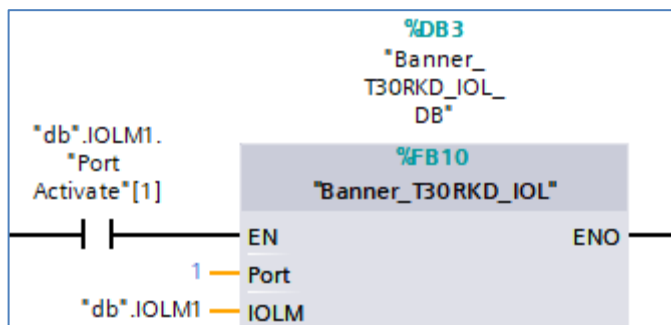 %DB3
"Banner_
T30RKD_IOL_
DB"
"db".IOLM1.
"Port
Activate"[1]
%FB10
"Banner_T30RKD_IOL"
EN ENO
1 Port
"db".IOLM1 IOLM